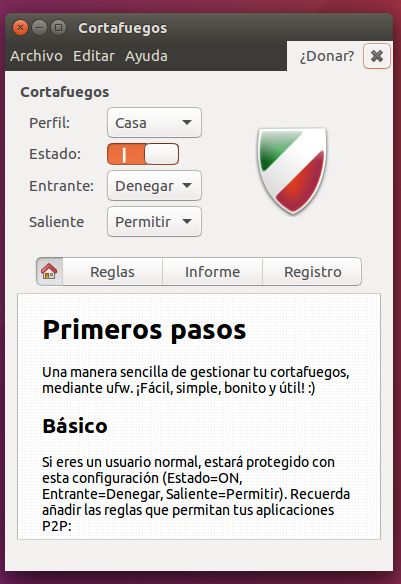 Cortafuegos
Archivo Editar Ayuda ¿Donar?
Cortafuegos
Perfil: Casa
Estado:
Entrante: Denegar
Saliente Permitir
Reglas Informe Registro
Primeros pasos
Una manera sencilla de gestionar tu cortafuegos,
mediante ufw. ¡Fácil, simple, bonito y útil! :)
Básico
Si eres un usuario normal, estará protegido con
esta configuración (Estado=ON,
Entrante=Denegar, Saliente=Permitir). Recuerda
añadir las reglas que permitan tus aplicaciones
P2P: